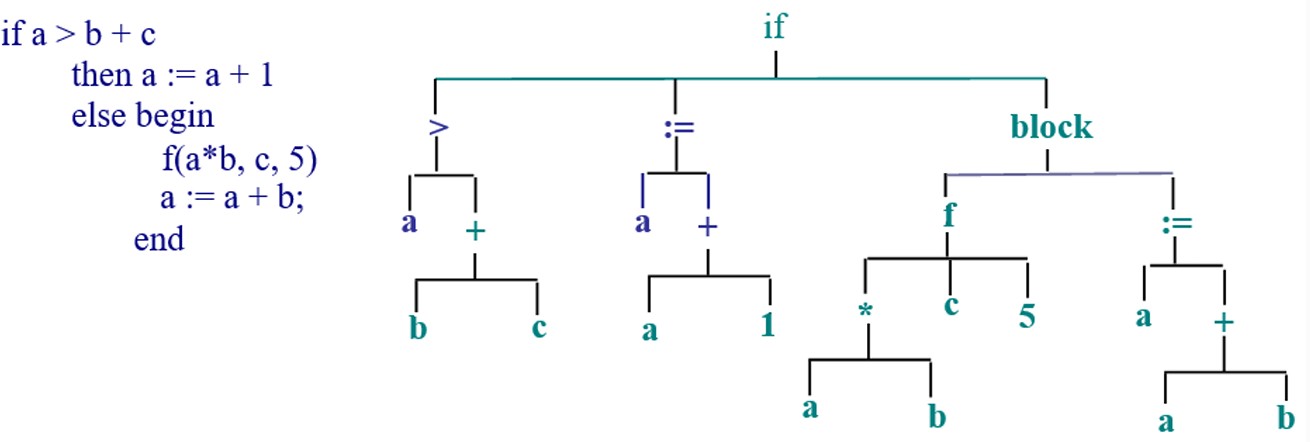 if a > b + c
then a := a + 1
else begin
f(a*b, c, 5)
a := a + b;
end
if
> := block
a + a + f :=
b c a 1 * c 5 a +
a b a b